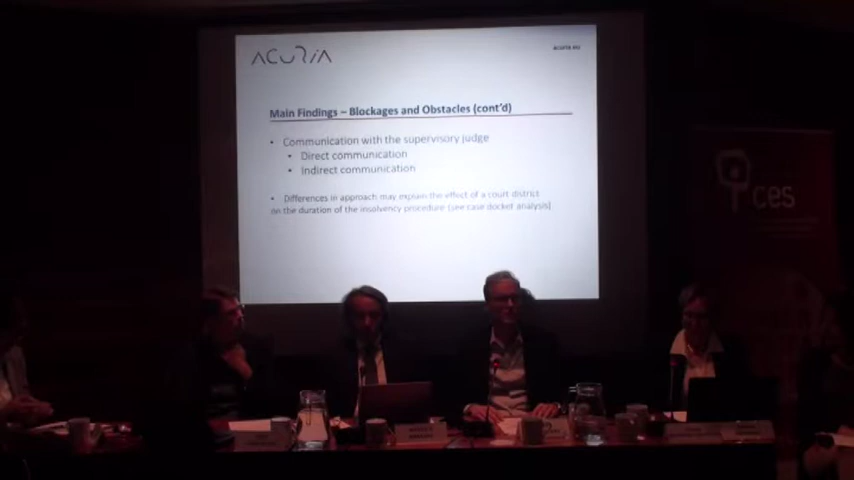 ACURIA
Main Findings – Blockages and Obstacles (cont'd)
• Communication with the supervisory judge
• Direct communication
• Indirect communication
• Differences in approach may explain the effect of a court district
on the duration of the insolvency procedure (see case docket analysis)
ces